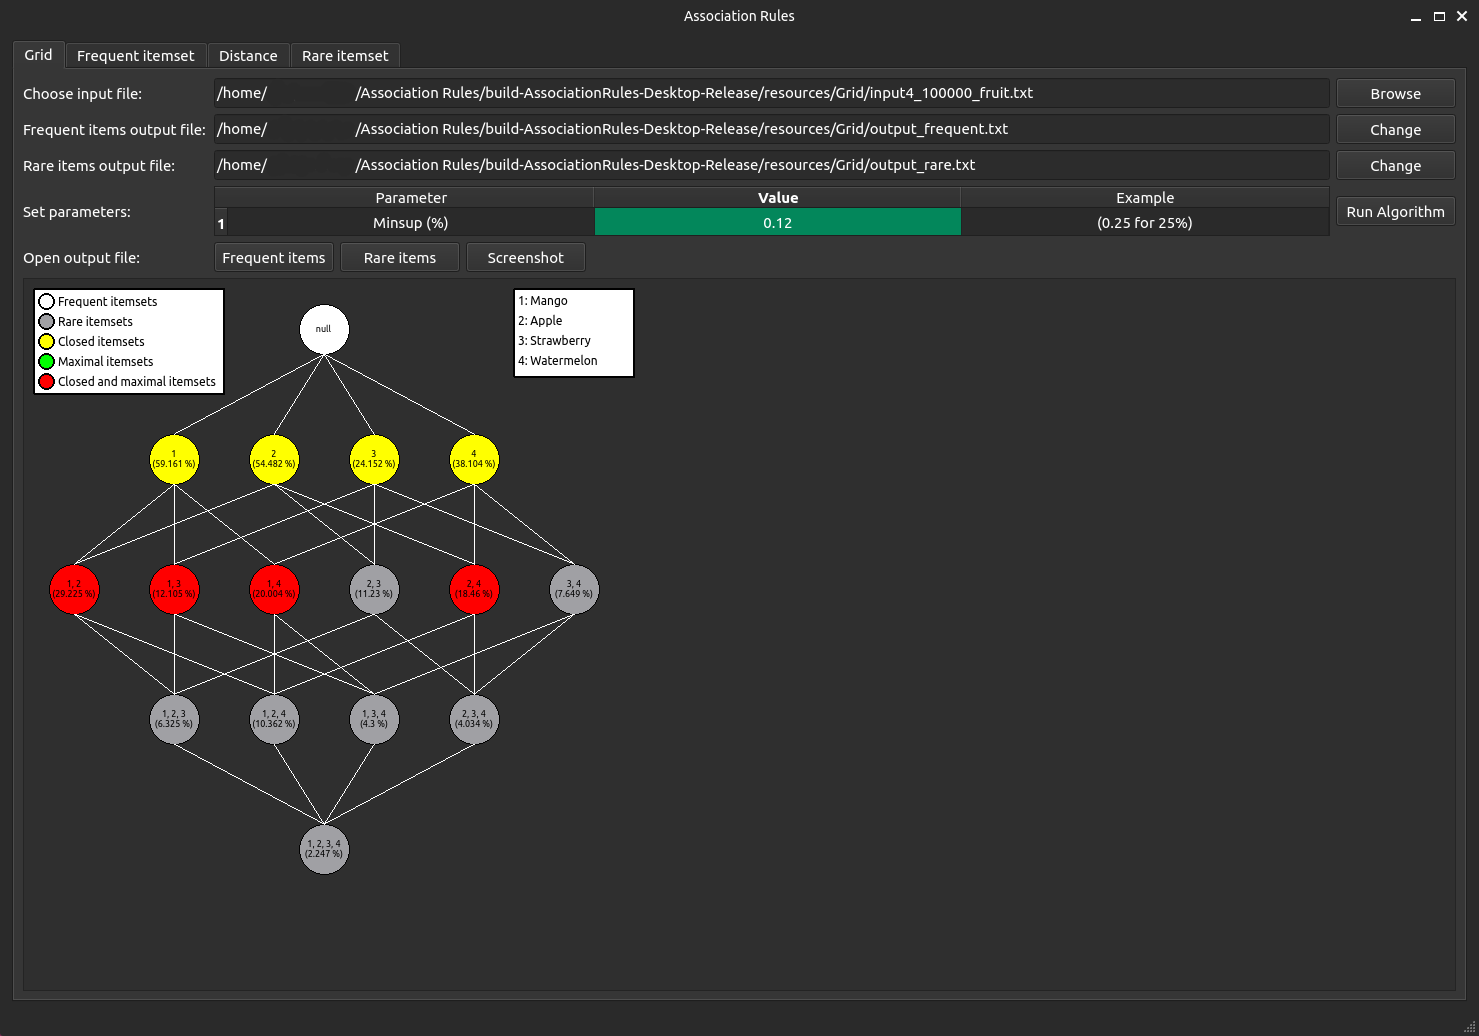 Association Rules
Grid Frequent itemset Distance Rare itemset
Choose input file: /home/ /Association Rules/build-AssociationRules-Desktop-Release/resources/Grid/input4_100000_fruit.txt Browse
Frequent items output file: /home/ /Association Rules/build-AssociationRules-Desktop-Release/resources/Grid/output_frequent.txt Change
Rare items output file: /home/ /Association Rules/build-AssociationRules-Desktop-Release/resources/Grid/output_rare.txt Change
Set parameters:
Parameter Value Example
1 Minsup (%) 0.12 (0.25 for 25%)
Run Algorithm
Open output file: Frequent items Rare items Screenshot
Frequent itemsets
Rare itemsets
Closed itemsets
Maximal itemsets
Closed and maximal itemsets
1: Mango
2: Apple
3: Strawberry
4: Watermelon
null
1
(59.161 %)
2
(54.482 %)
3
(24.152 %)
4
(38.104 %)
1, 2
(29.225 %)
1, 3
(12.105 %)
1, 4
(20.004 %)
2, 3
(11.23 %)
2, 4
(18.46 %)
3, 4
(7.649 %)
1, 2, 3
(6.325 %)
1, 2, 4
(10.362 %)
1, 3, 4
(4.3 %)
2, 3, 4
(4.034 %)
1, 2, 3, 4
(2.247 %)